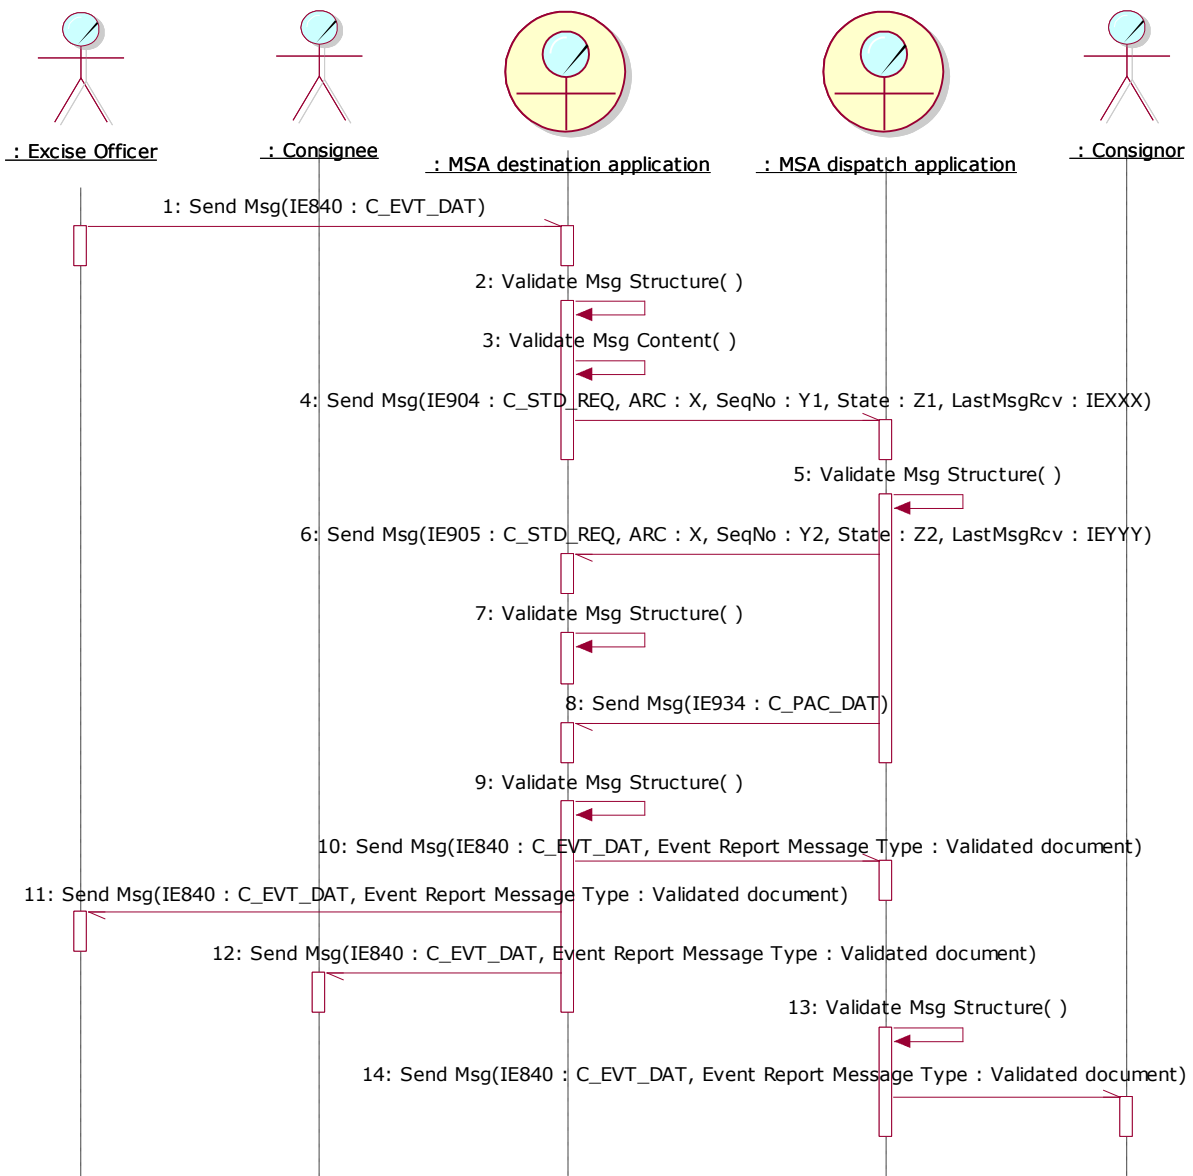 : Excise Officer
: Consignee
: MSA destination application
: MSA dispatch application
: Consignor
1: Send Msg(IE840 : C_EVT_DAT)
2: Validate Msg Structure( )
3: Validate Msg Content( )
4: Send Msg(IE904 : C_STD_REQ, ARC : X, SeqNo : Y1, State : Z1, LastMsgRcv : IEXXX)
5: Validate Msg Structure( )
6: Send Msg(IE905 : C_STD_REQ, ARC : X, SeqNo : Y2, State : Z2, LastMsgRcv : IEYYY)
7: Validate Msg Structure( )
8: Send Msg(IE934 : C_PAC_DAT)
9: Validate Msg Structure( )
10: Send Msg(IE840 : C_EVT_DAT, Event Report Message Type : Validated document)
11: Send Msg(IE840 : C_EVT_DAT, Event Report Message Type : Validated document)
12: Send Msg(IE840 : C_EVT_DAT, Event Report Message Type : Validated document)
13: Validate Msg Structure( )
14: Send Msg(IE840 : C_EVT_DAT, Event Report Message Type : Validated document)